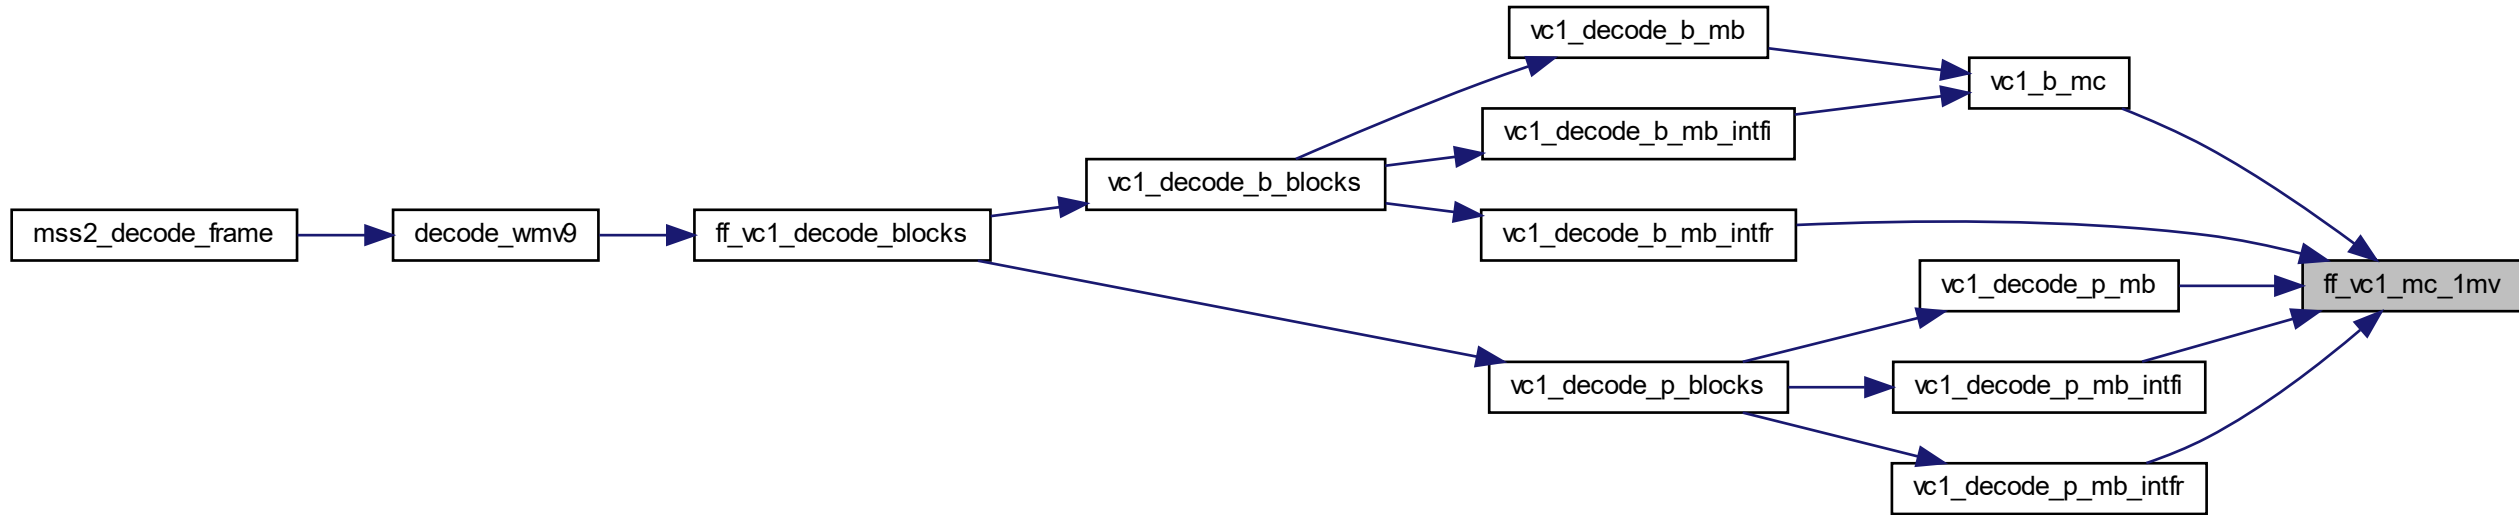 vc1_decode_b_mb
vc1_b_mc
vc1_decode_b_mb_intfi
vc1_decode_b_blocks
mss2_decode_frame
decode_wmv9
ff_vc1_decode_blocks
vc1_decode_b_mb_intfr
vc1_decode_p_mb
ff_vc1_mc_1mv
vc1_decode_p_blocks
vc1_decode_p_mb_intfi
vc1_decode_p_mb_intfr